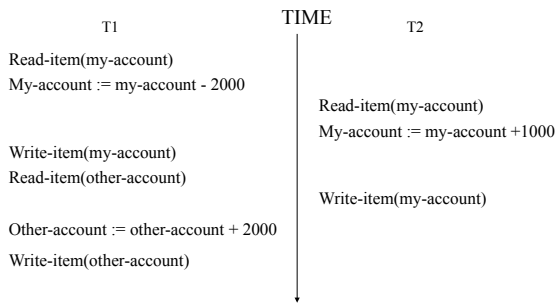 TIME
T1
T2
Read-item(my-account)
My-account := my-account - 2000
Read-item(my-account)
My-account := my-account +1000
Write-item(my-account)
Read-item(other-account)
Write-item(my-account)
Other-account := other-account + 2000
Write-item(other-account)